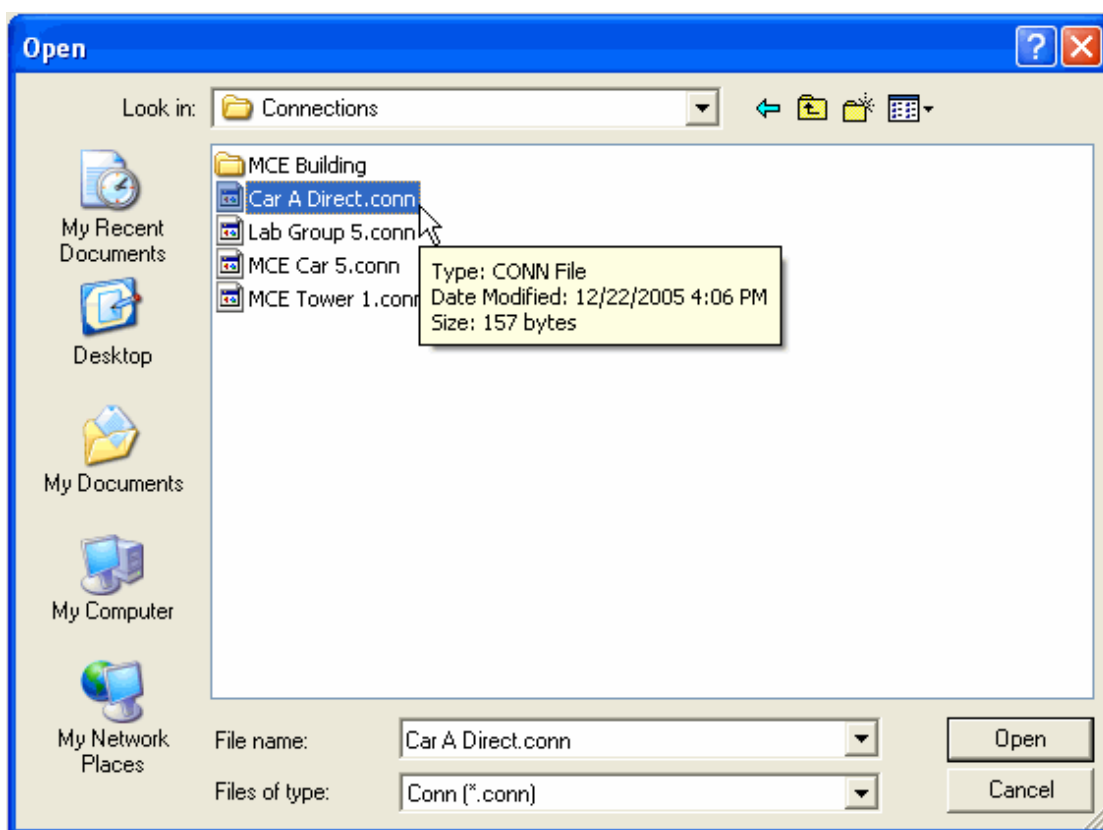 Open
Look in:
Connections
MCE Building
Car A Direct.conn
Lab Group 5.conn
MCE Car 5.conn
MCE Tower 1.conn
Type: CONN File
Date Modified: 12/22/2005 4:06 PM
Size: 157 bytes
My Recent
Documents
Desktop
My Documents
My Computer
My Network
Places
File name:
Car A Direct.conn
Open
Files of type:
Conn (*.conn)
Cancel